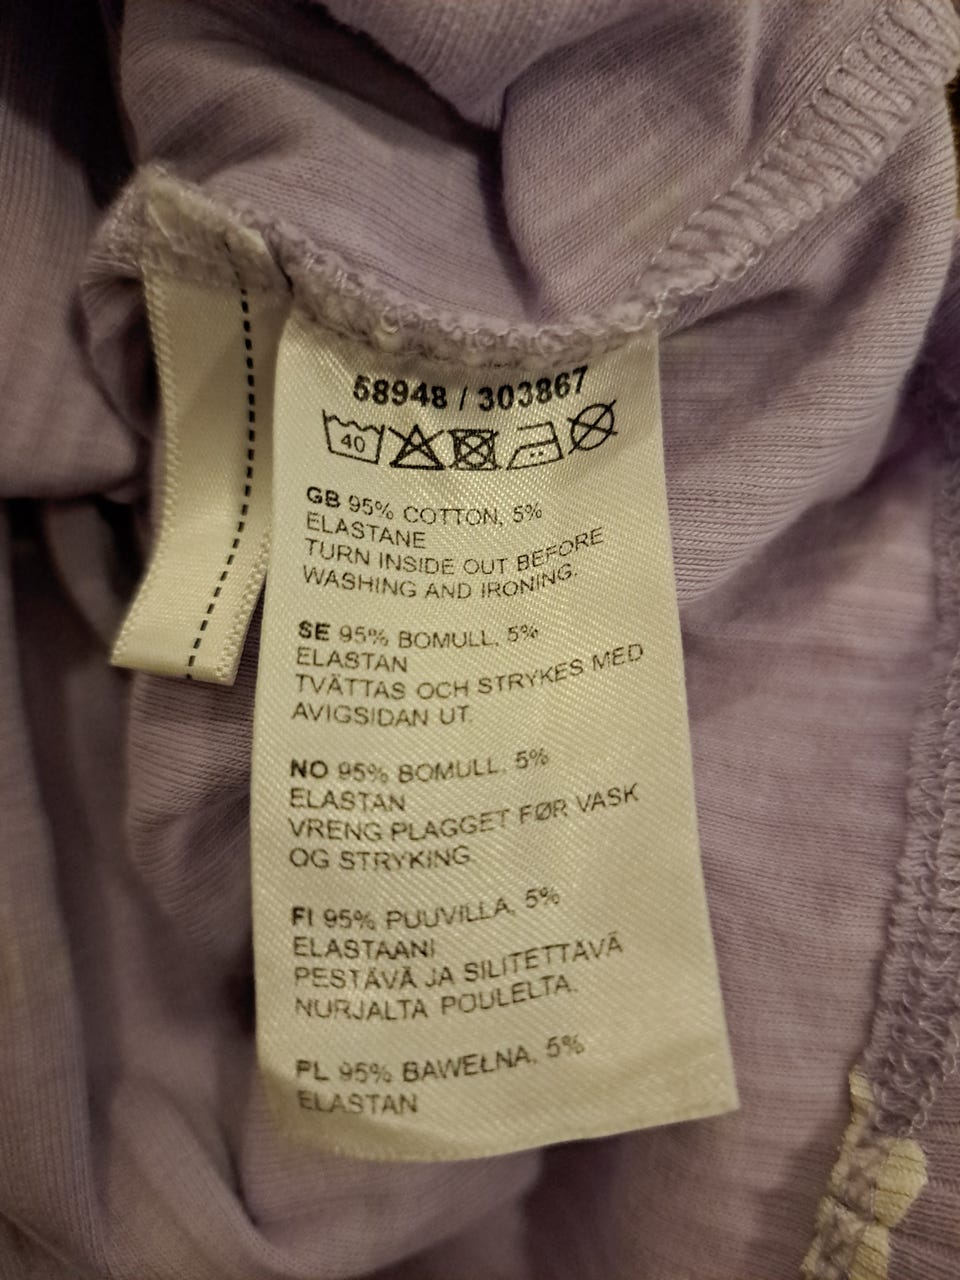 58948 / 303867
40
GB 95% COTTON, 5%
ELASTANE
TURN INSIDE OUT BEFORE
WASHING AND IRONING.
SE 95% BOMULL, 5%
ELASTAN
TVÄTTAS OCH STRYKES MED
AVIGSIDAN UT.
NO 95% BOMULL, 5%
ELASTAN
VRENG PLAGGET FØR VASK
OG STRYKING.
FI 95% PUUVILLA, 5%
ELASTAANI
PESTÄVÄ JA SILITETTÄVÄ
NURJALTA POULELTA.
PL 95% BAWEŁNA, 5%
ELASTAN